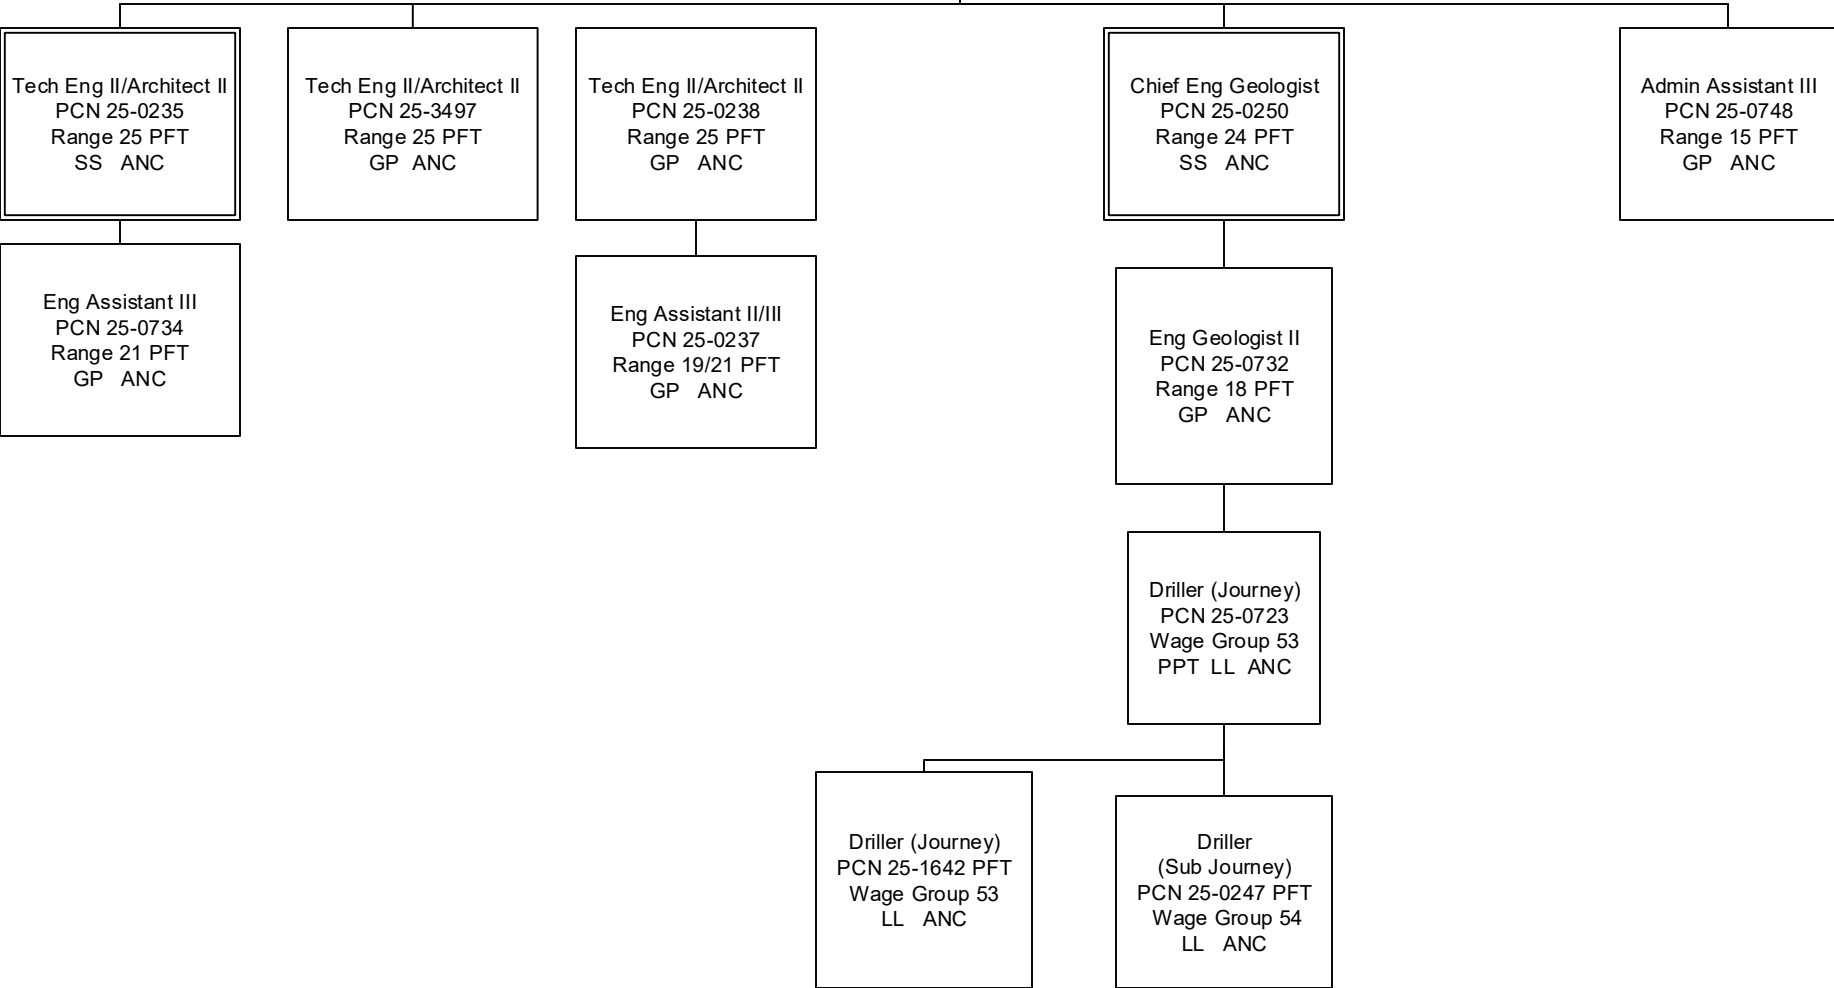 Tech Eng II/Architect II
PCN 25-0235
Range 25 PFT
SS ANC
Tech Eng II/Architect II
PCN 25-3497
Range 25 PFT
GP ANC
Tech Eng II/Architect II
PCN 25-0238
Range 25 PFT
GP ANC
Chief Eng Geologist
PCN 25-0250
Range 24 PFT
SS ANC
Admin Assistant III
PCN 25-0748
Range 15 PFT
GP ANC
Eng Assistant III
PCN 25-0734
Range 21 PFT
GP ANC
Eng Assistant II/III
PCN 25-0237
Range 19/21 PFT
GP ANC
Eng Geologist II
PCN 25-0732
Range 18 PFT
GP ANC
Driller (Journey)
PCN 25-0723
Wage Group 53
PPT LL ANC
Driller (Journey)
PCN 25-1642 PFT
Wage Group 53
LL ANC
Driller
(Sub Journey)
PCN 25-0247 PFT
Wage Group 54
LL ANC